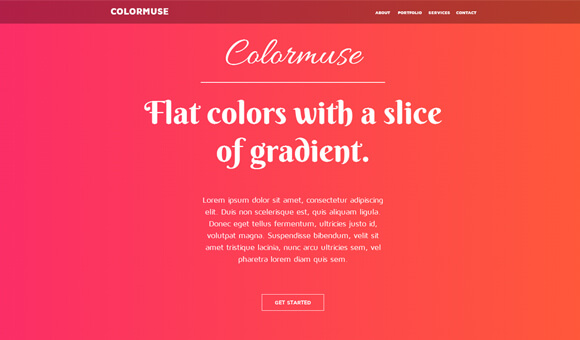 COLORMUSE
ABOUT PORTFOLIO SERVICES CONTACT
Colormuse
Flat colors with a slice
of gradient.
Lorem ipsum dolor sit amet, consectetur adipiscing
elit. Duis non scelerisque est, quis aliquam ligula.
Donec eget tellus fermentum, ultricies justo id,
volutpat magna. Suspendisse bibendum, velit sit
amet tristique lacinia, nunc arcu ultricies sem, vel
pharetra lorem diam quis sem.
GET STARTED